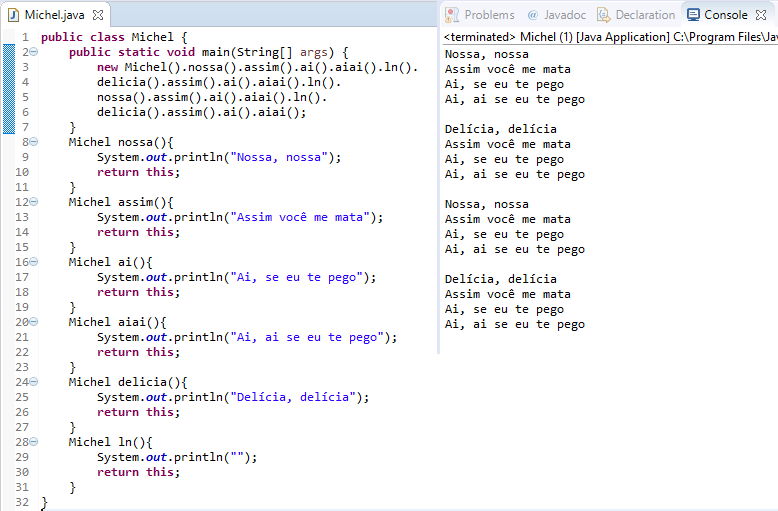 Michel.java
1 public class Michel {
2 public static void main(String[] args) {
3 new Michel().nossa().assim().ai().aiai().ln().
4 delicia().assim().ai().aiai().ln().
5 nossa().assim().ai().aiai().ln().
6 delicia().assim().ai().aiai();
7 }
8 Michel nossa(){
9 System.out.println("Nossa, nossa");
10 return this;
11 }
12 Michel assim(){
13 System.out.println("Assim você me mata");
14 return this;
15 }
16 Michel ai(){
17 System.out.println("Ai, se eu te pego");
18 return this;
19 }
20 Michel aiai(){
21 System.out.println("Ai, ai se eu te pego");
22 return this;
23 }
24 Michel delicia(){
25 System.out.println("Delícia, delícia");
26 return this;
27 }
28 Michel ln(){
29 System.out.println("");
30 return this;
31 }
32 }
Problems @ Javadoc Declaration Console
<terminated> Michel (1) [Java Application] C:\Program Files\Jav
Nossa, nossa
Assim você me mata
Ai, se eu te pego
Ai, ai se eu te pego
Delícia, delícia
Assim você me mata
Ai, se eu te pego
Ai, ai se eu te pego
Nossa, nossa
Assim você me mata
Ai, se eu te pego
Ai, ai se eu te pego
Delícia, delícia
Assim você me mata
Ai, se eu te pego
Ai, ai se eu te pego